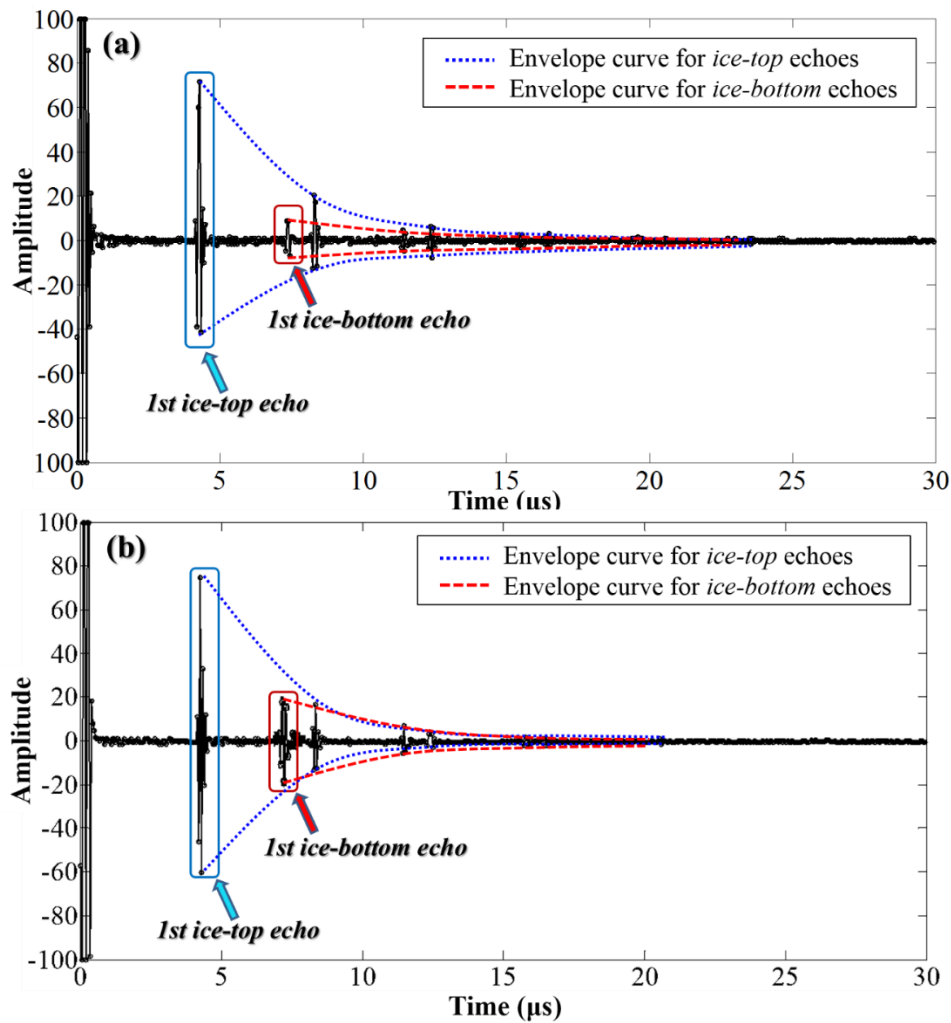 (a)
Envelope curve for ice-top echoes
Envelope curve for ice-bottom echoes
100
80
60
40
20
0
-20
-40
-60
-80
100
Amplitude
1st ice-bottom echo
1st ice-top echo
0 5 10 15 20 25 30
Time (μs)
(b)
Envelope curve for ice-top echoes
Envelope curve for ice-bottom echoes
100
80
60
40
20
0
-20
-40
-60
-80
-100
Amplitude
1st ice-bottom echo
1st ice-top echo
0 5 10 15 20 25 30
Time (μs)